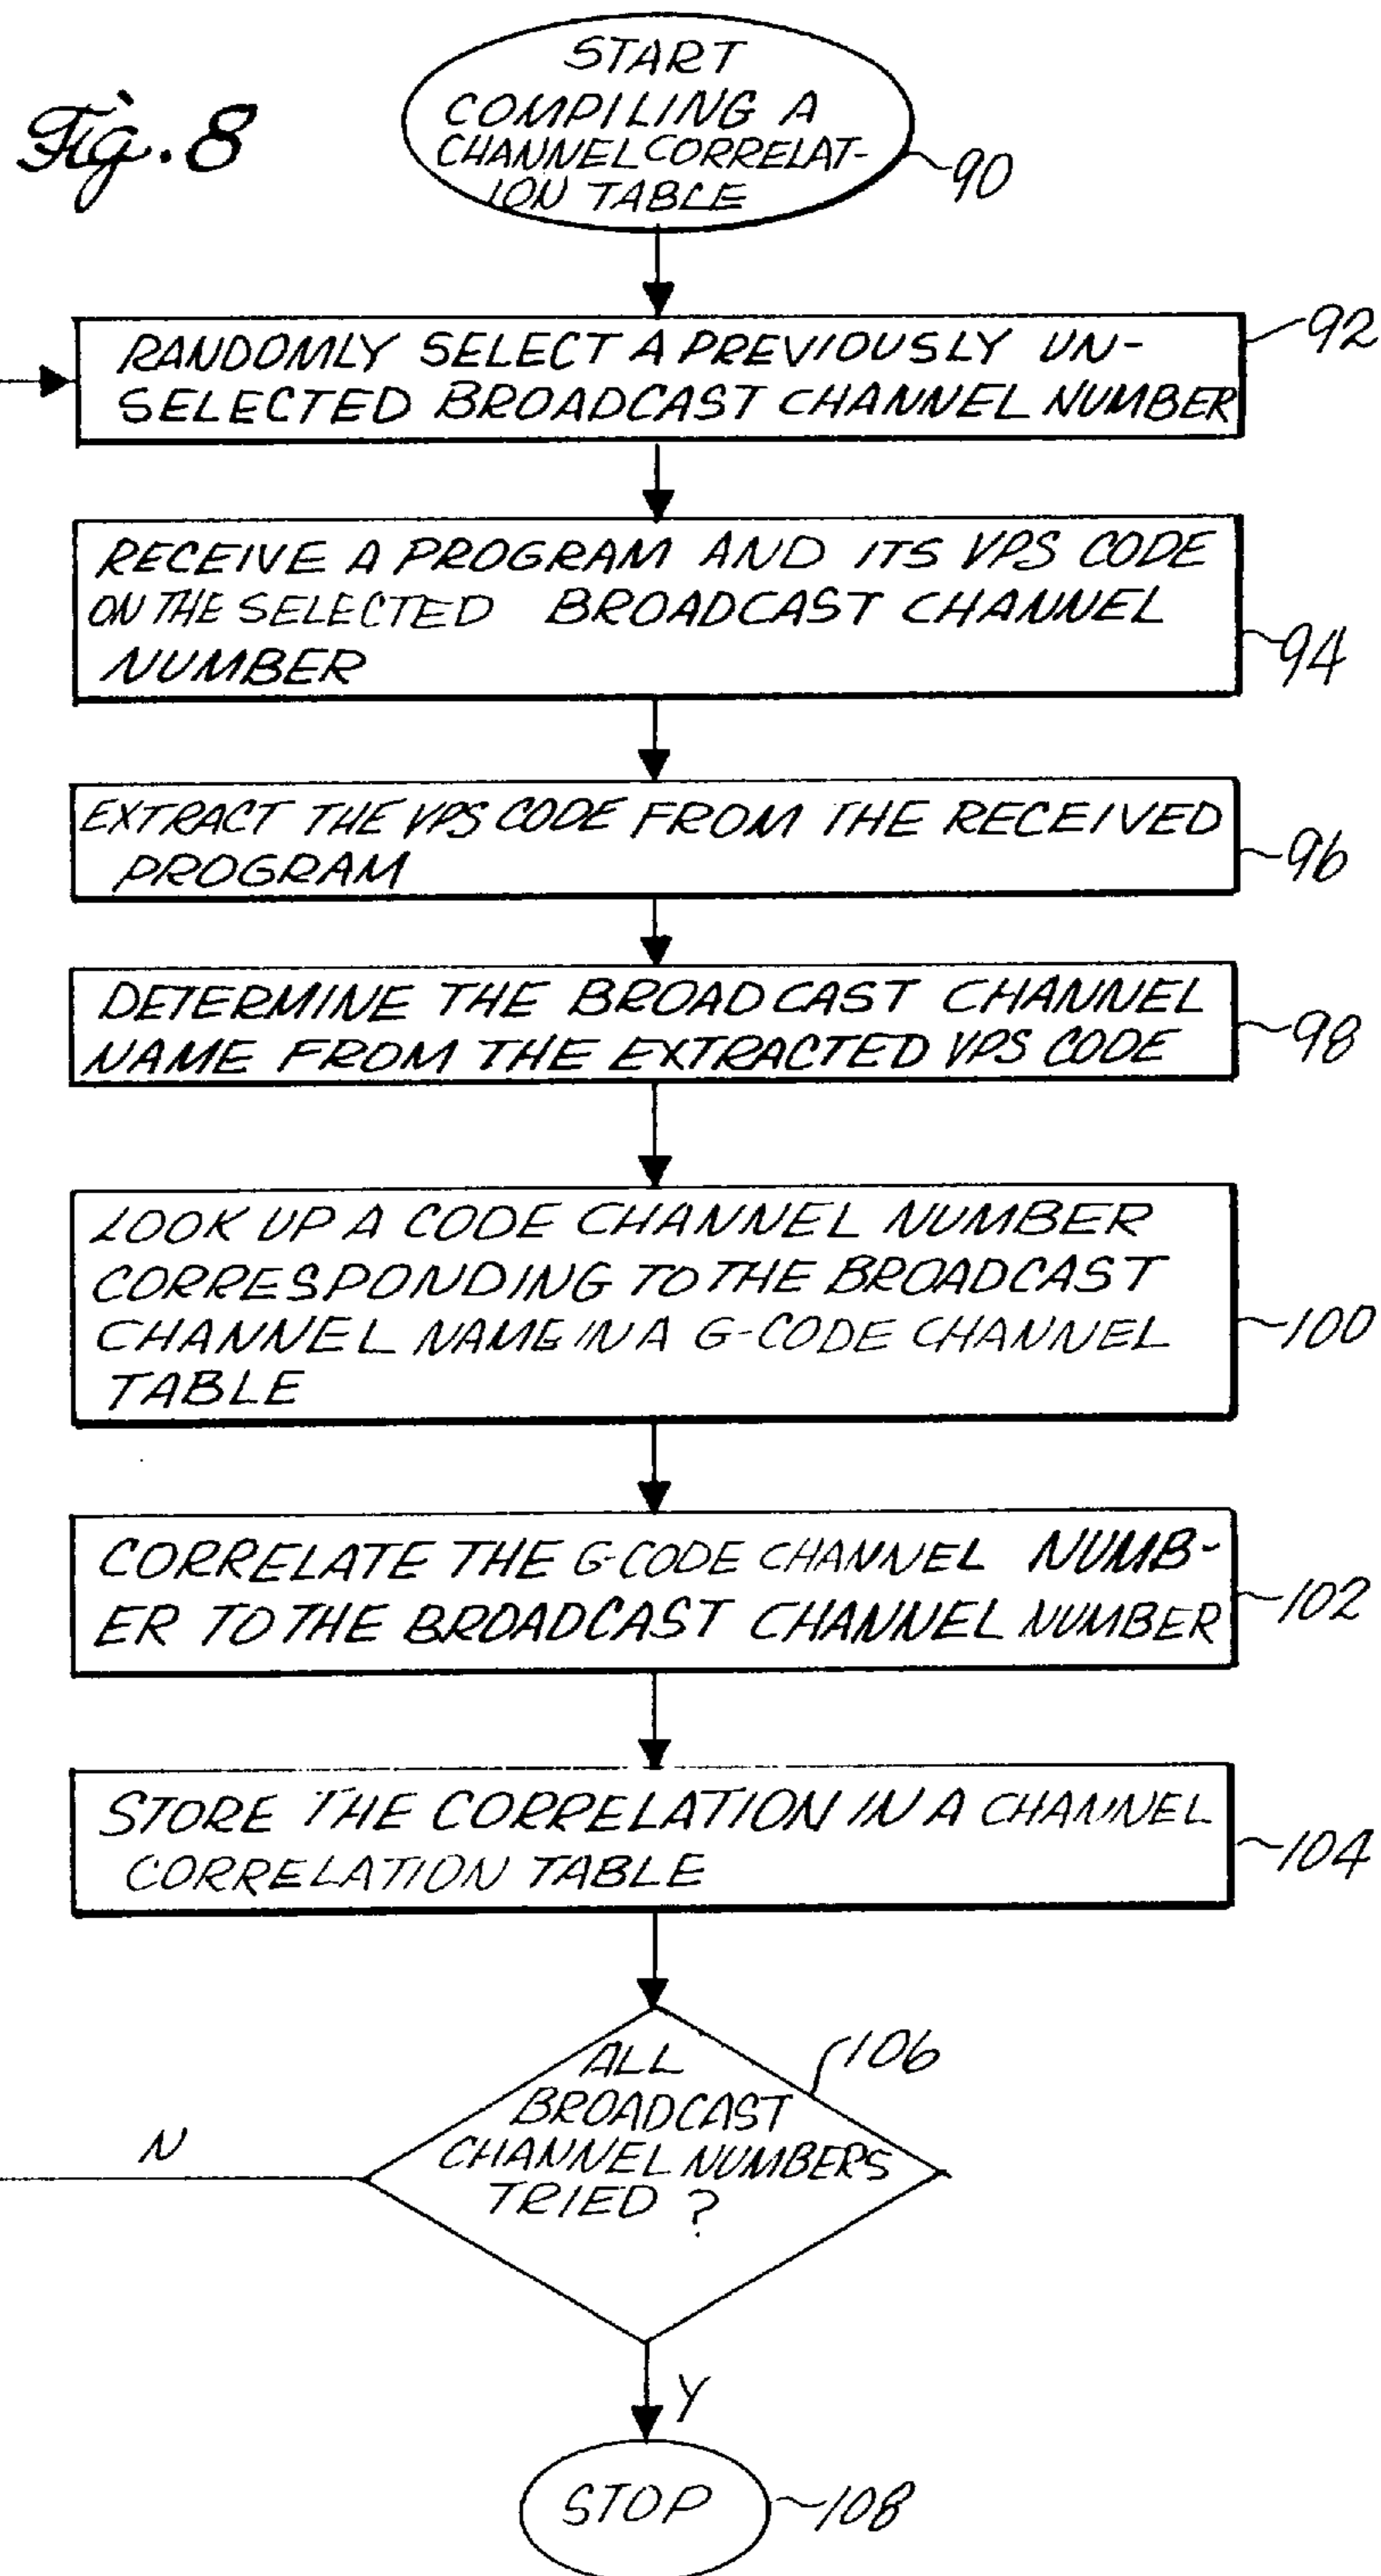 Fig. 8
START
COMPILING A
CHANNEL CORRELAT-
ION TABLE
90
RANDOMLY SELECT A PREVIOUSLY UN-
SELECTED BROADCAST CHANNEL NUMBER
92
RECEIVE A PROGRAM AND ITS VPS CODE
ON THE SELECTED BROADCAST CHANNEL
NUMBER
94
EXTRACT THE VPS CODE FROM THE RECEIVED
PROGRAM
96
DETERMINE THE BROADCAST CHANNEL
NAME FROM THE EXTRACTED VPS CODE
98
LOOK UP A CODE CHANNEL NUMBER
CORRESPONDING TO THE BROADCAST
CHANNEL NAME IN A G-CODE CHANNEL
TABLE
100
CORRELATE THE G-CODE CHANNEL NUMB-
ER TO THE BROADCAST CHANNEL NUMBER
102
STORE THE CORRELATION IN A CHANNEL
CORRELATION TABLE
104
ALL
BROADCAST
CHANNEL NUMBERS
TRIED ?
106
N
Y
STOP
108